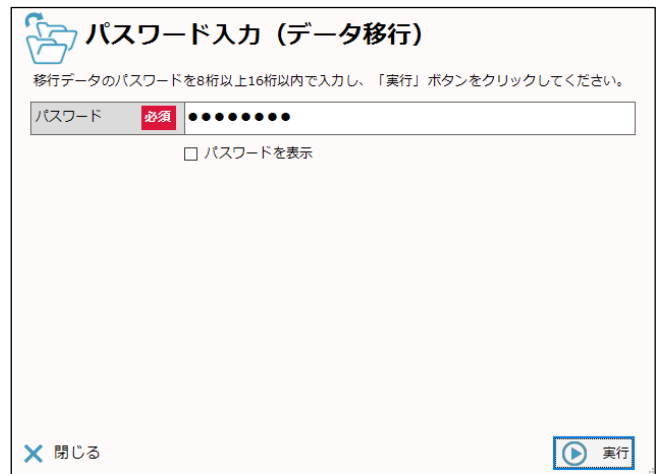 パスワード入力（データ移行）
移行データのパスワードを8桁以上16桁以内で入力し、「実行」ボタンをクリックしてください。
パスワード 必須 ●●●●●●●●
パスワードを表示
閉じる 実行